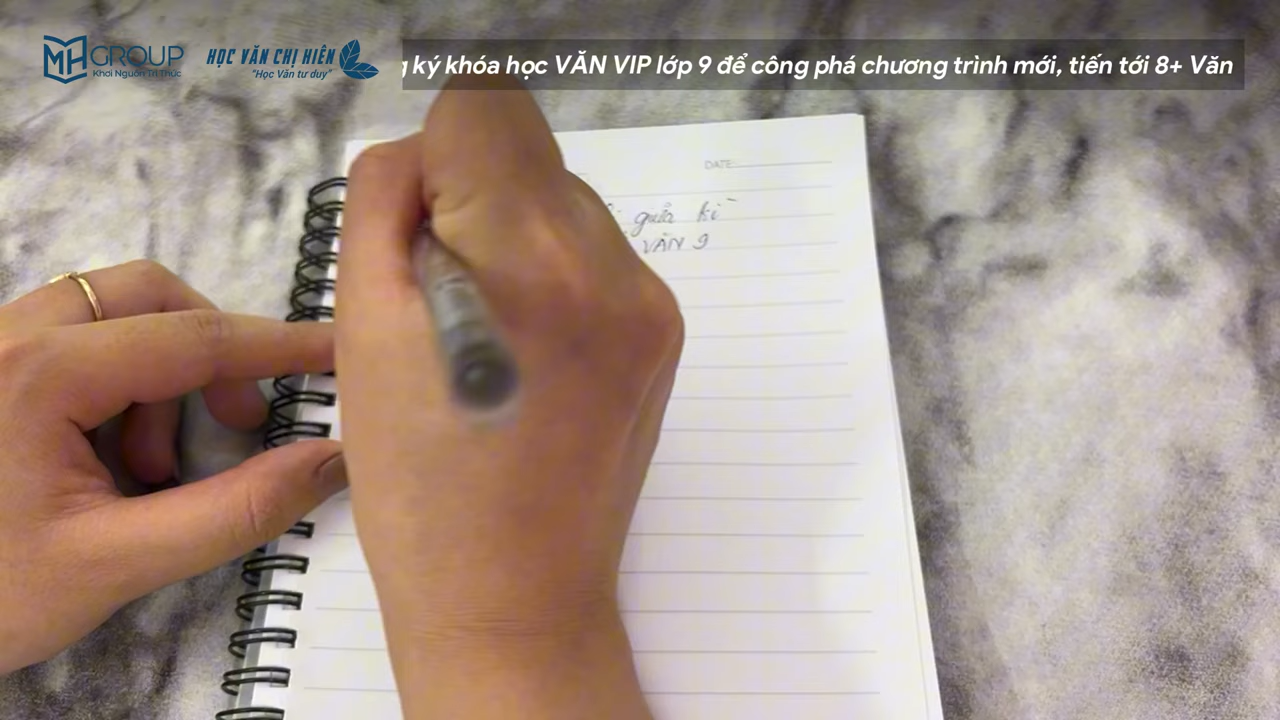 MH GROUP
Khơi Nguồn Tri Thức
HỌC VĂN CHỊ HIÊN
"Học Văn tư duy"
ký khóa học VĂN VIP lớp 9 để công phá chương trình mới, tiến tới 8+ Văn
DATE
giữa kì
VĂN 9